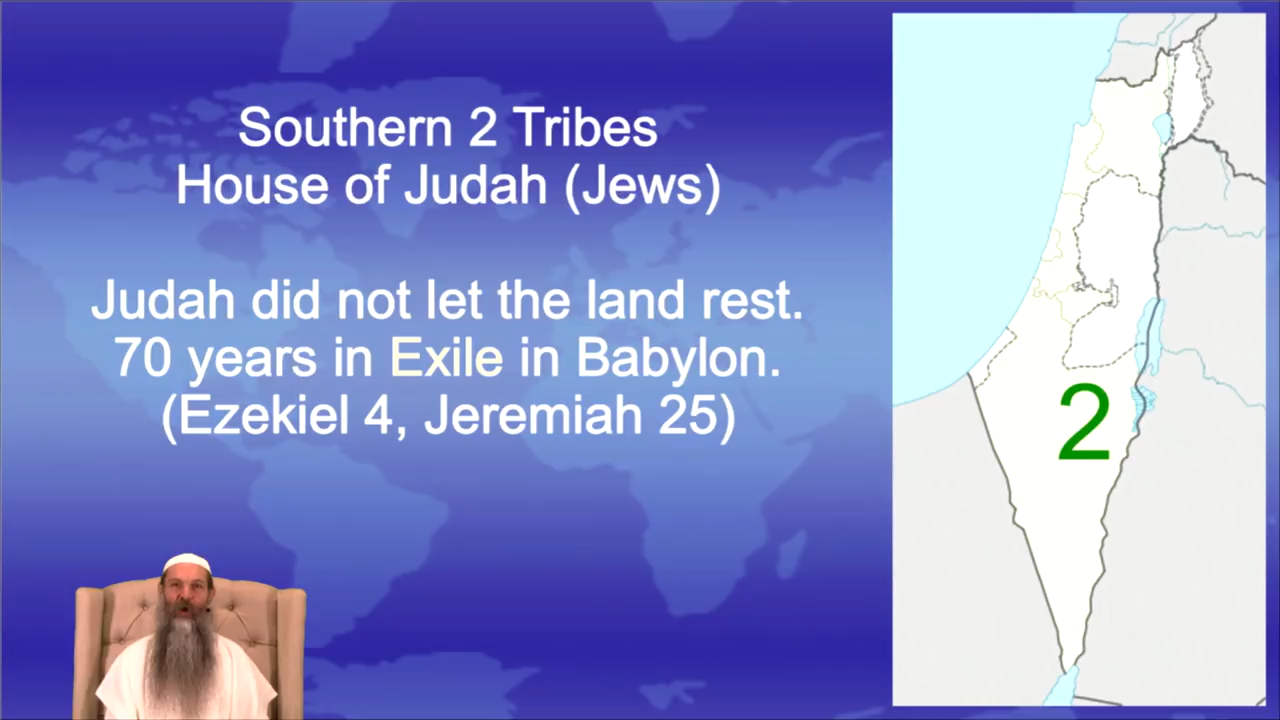 Southern 2 Tribes
House of Judah (Jews)
Judah did not let the land rest.
70 years in Exile in Babylon.
(Ezekiel 4, Jeremiah 25)
2